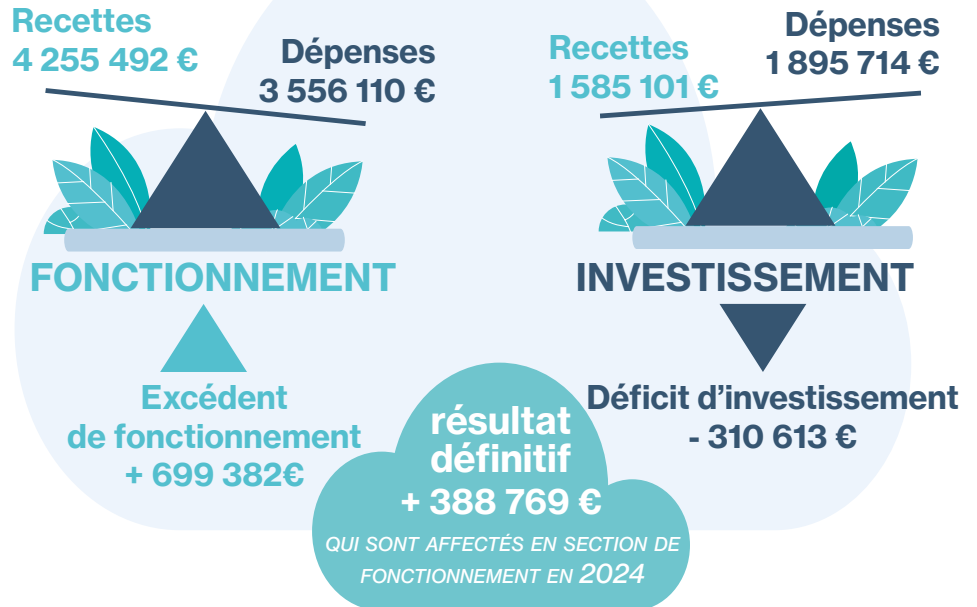 Recettes
4 255 492 €
Dépenses
3 556 110 €
FONCTIONNEMENT
Excédent
de fonctionnement
+ 699 382€
Recettes
1 585 101 €
Dépenses
1 895 714 €
INVESTISSEMENT
Déficit d'investissement
- 310 613 €
résultat
définitif
+ 388 769 €
QUI SONT AFFECTÉS EN SECTION DE
FONCTIONNEMENT EN 2024